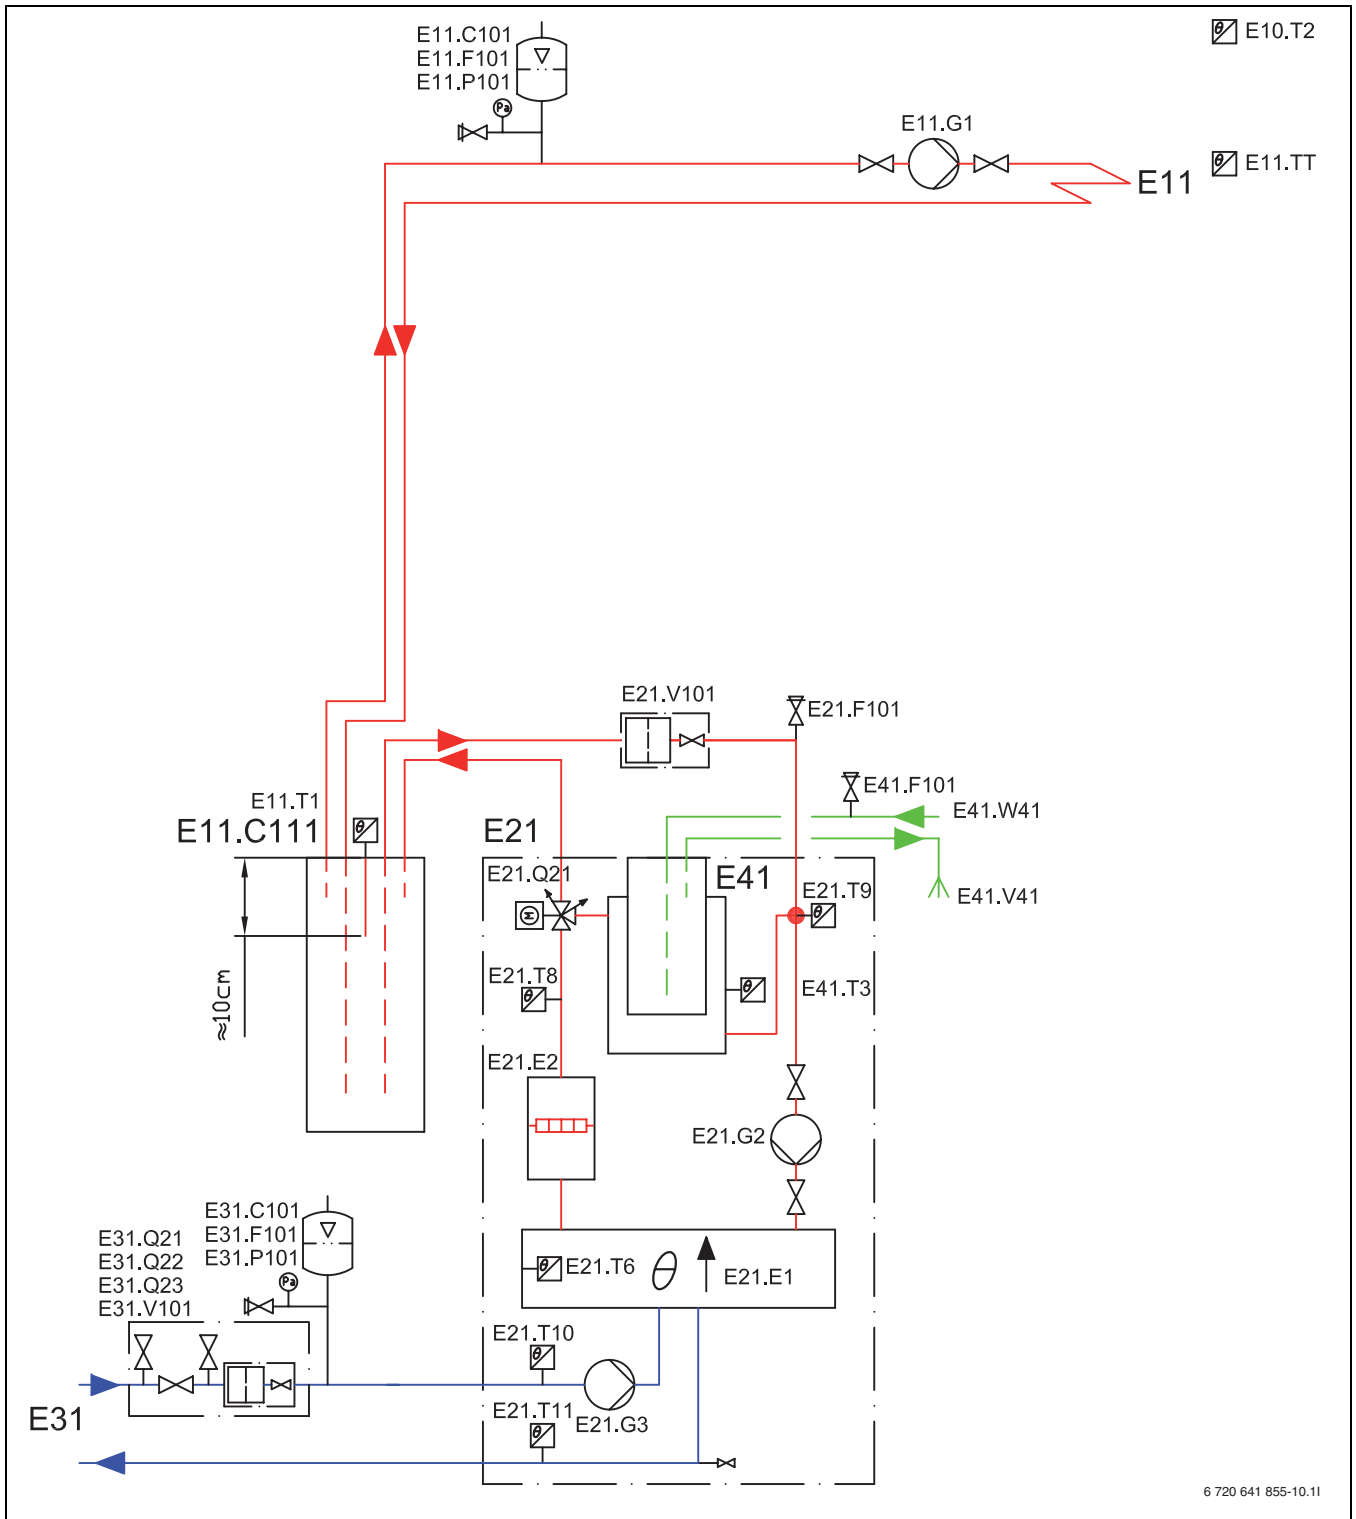 E11.C101
E11.F101
E11.P101
Pa
E11.G1
E10.T2
E11
E11.TT
E21.V101
E21.F101
E11.T1
E11.C111
E41.F101
E41.W41
E41.V41
E21
E21.Q21
M
E41
E21.T9
E21.T8
E41.T3
≈10cm
E21.E2
E21.G2
E31.C101
E31.F101
E31.P101
Pa
E31.Q21
E31.Q22
E31.Q23
E31.V101
E21.T6
E21.E1
E21.T10
E21.T11
E21.G3
E31
6 720 641 855-10.1I